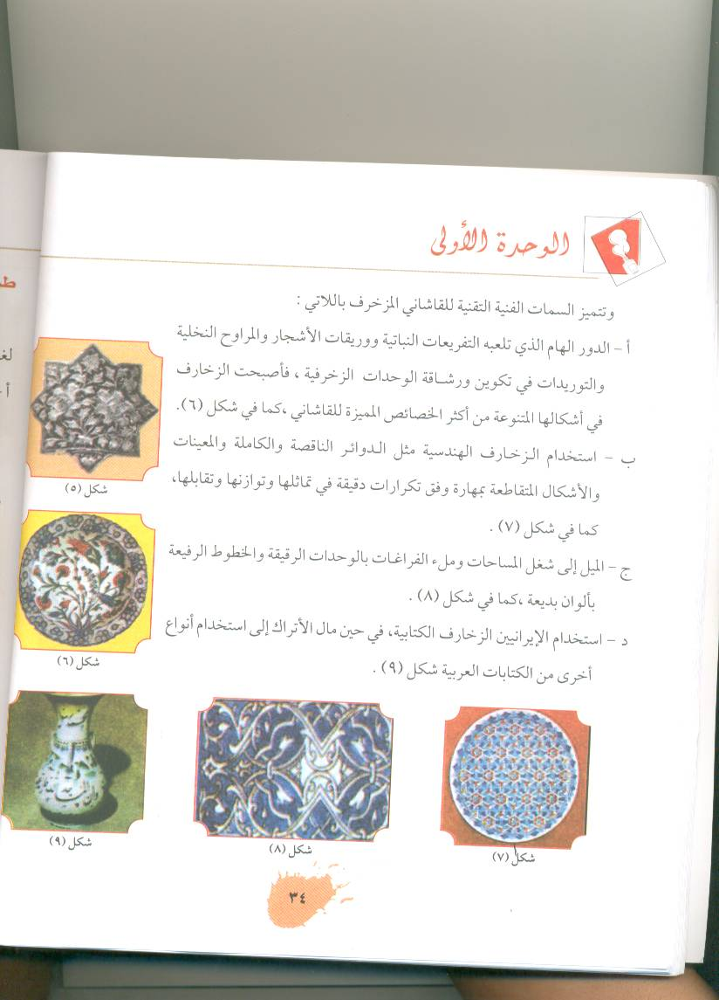 الوحدة الأولى
وتتميز السمات الفنية التقنية للقاشاني المزخرف باللاتي :
أ - الدور الهام الذي تلعبه التفريعات النباتية ووريقات الأشجار والمراوح النخلية
والتوريدات في تكوين ورشاقة الوحدات الزخرفية ، فأصبحت الزخارف
في أشكالها المتنوعة من أكثر الخصائص المميزة للقاشاني ،كما في شكل (٦).
ب - استخدام الزخارف الهندسية مثل الدوائر الناقصة والكاملة والمعينات
والأشكال المتقاطعة بمهارة وفق تكرارات دقيقة في تماثلها وتوازنها وتقابلها،
كما في شكل (٧) .
ج - الميل إلى شغل المساحات وملء الفراغات بالوحدات الرقيقة والخطوط الرفيعة
بألوان بديعة ،كما في شكل (٨) .
د - استخدام الإيرانيين الزخارف الكتابية، في حين مال الأتراك إلى استخدام أنواع
أخرى من الكتابات العربية شكل (٩) .
شكل (٥)
شكل (٦)
شكل (٧)
شكل (٨)
شكل (٩)
٣٤